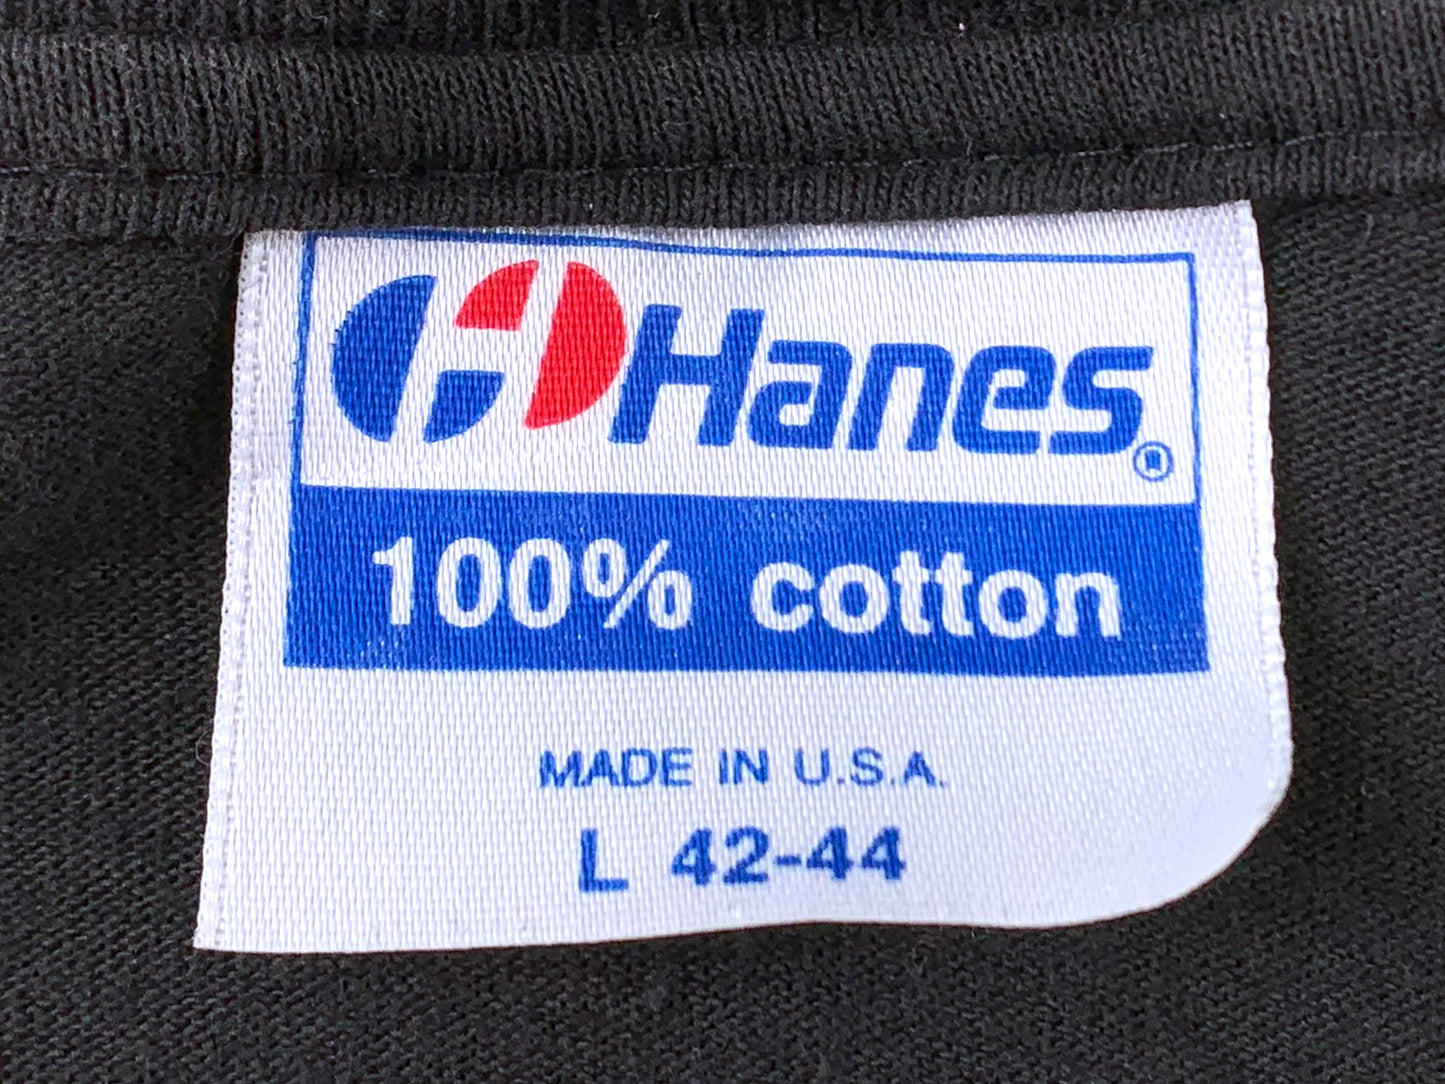 Hanes®
100% cotton
MADE IN U.S.A.
L 42-44